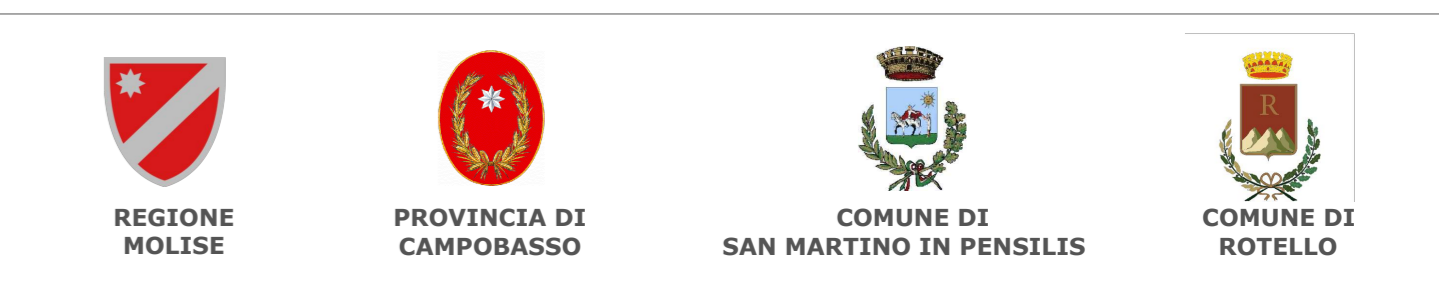 R
REGIONE
MOLISE
PROVINCIA DI
CAMPOBASSO
COMUNE DI
SAN MARTINO IN PENSILIS
COMUNE DI
ROTELLO